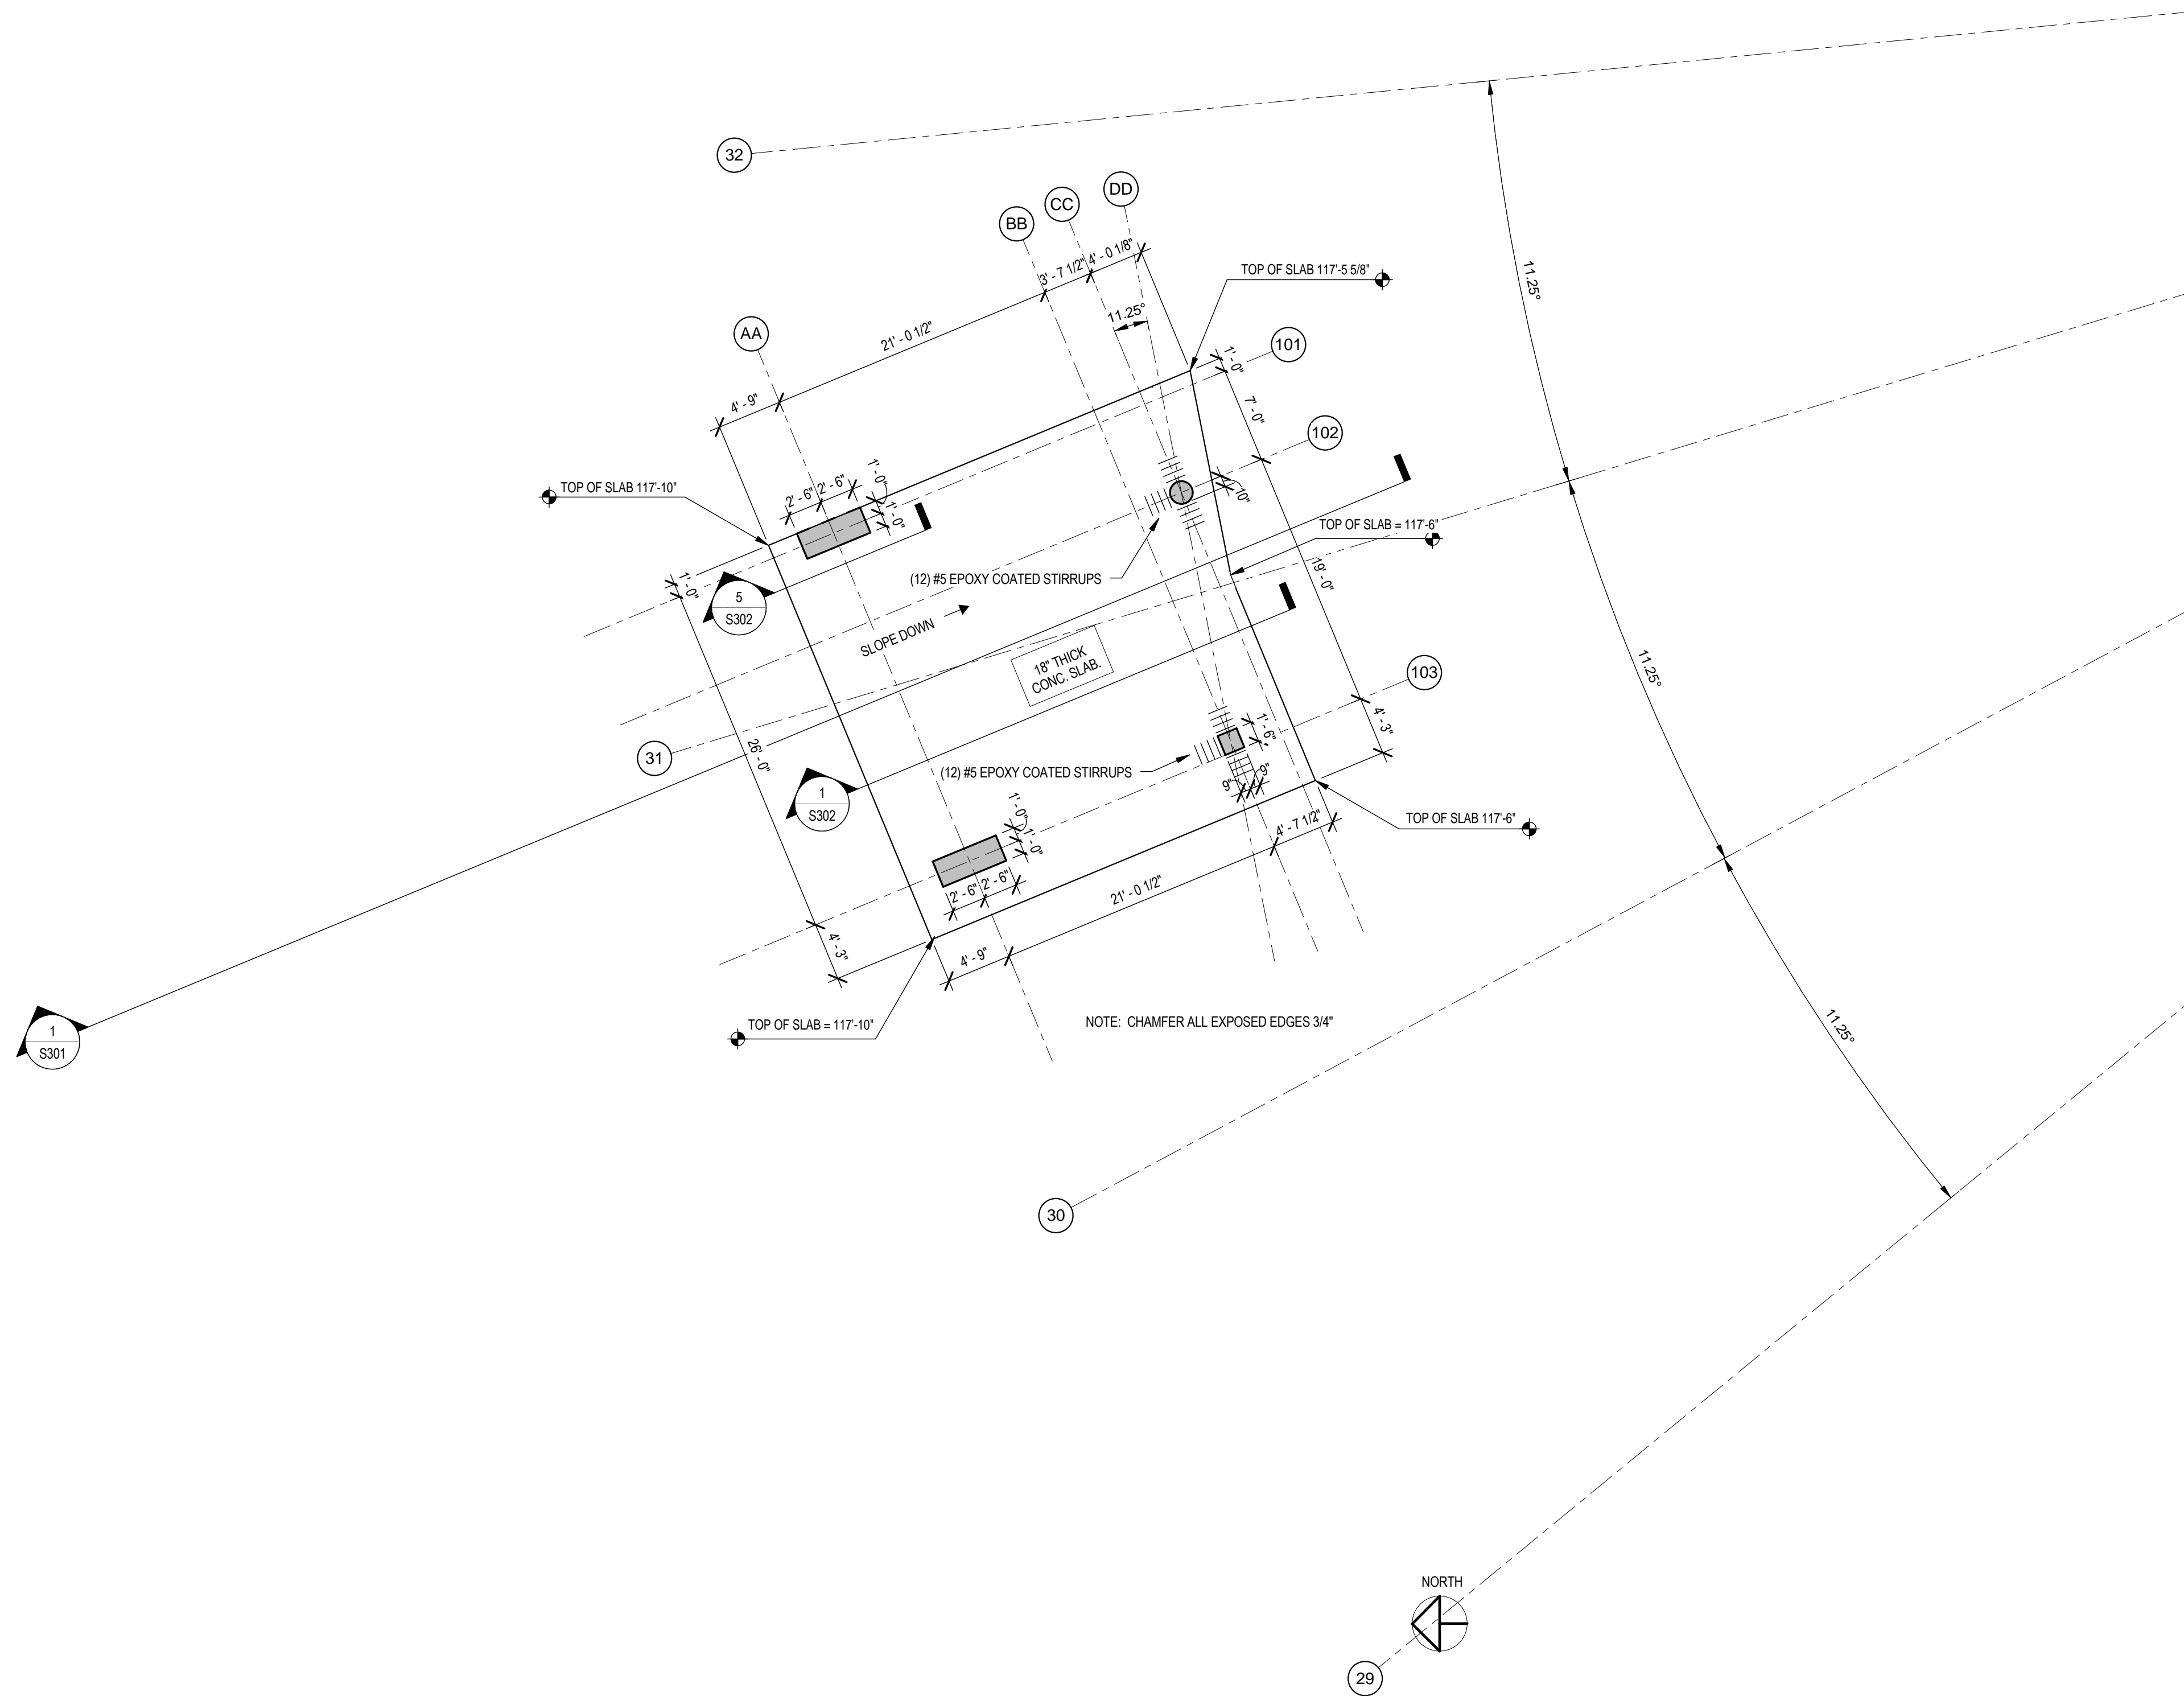 32
DD
CC
BB
3' - 7 1/2"
4' - 0 1/8"
TOP OF SLAB 117'-5 5/8"
11.25°
11.25°
AA
21' - 0 1/2"
101
1' - 0"
4' - 9"
7' - 0"
102
TOP OF SLAB 117'-10"
2' - 6"
2' - 6"
1' - 0"
1' - 0"
10"
TOP OF SLAB = 117'-6"
(12) #5 EPOXY COATED STIRRUPS
1' - 0"
5
S302
19' - 0"
SLOPE DOWN
18" THICK
CONC. SLAB.
11.25°
103
4' - 3"
31
26' - 0"
1' - 6"
(12) #5 EPOXY COATED STIRRUPS
9"
9"
1
S302
1' - 0"
1' - 0"
TOP OF SLAB 117'-6"
4' - 7 1/2"
2' - 6"
2' - 6"
21' - 0 1/2"
4' - 3"
4' - 9"
TOP OF SLAB = 117'-10"
NOTE: CHAMFER ALL EXPOSED EDGES 3/4"
11.25°
1
S301
30
NORTH
29